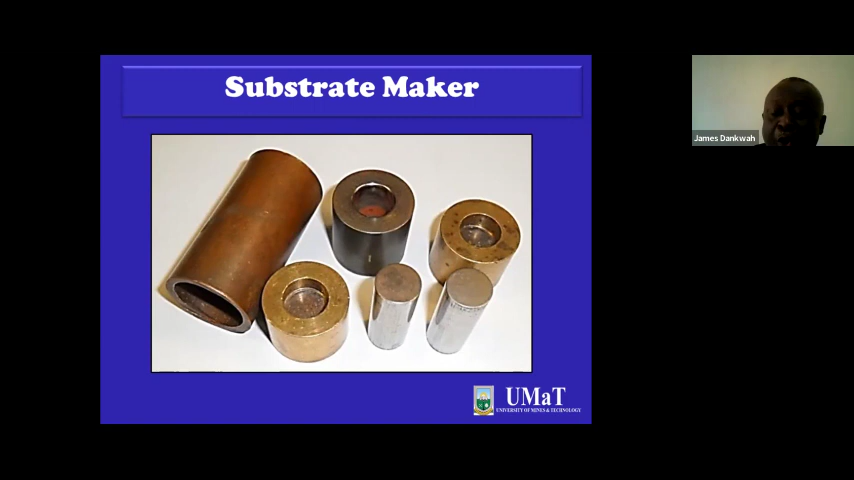 Substrate Maker
James Dankwah
UMaT
UNIVERSITY OF MINES & TECHNOLOGY